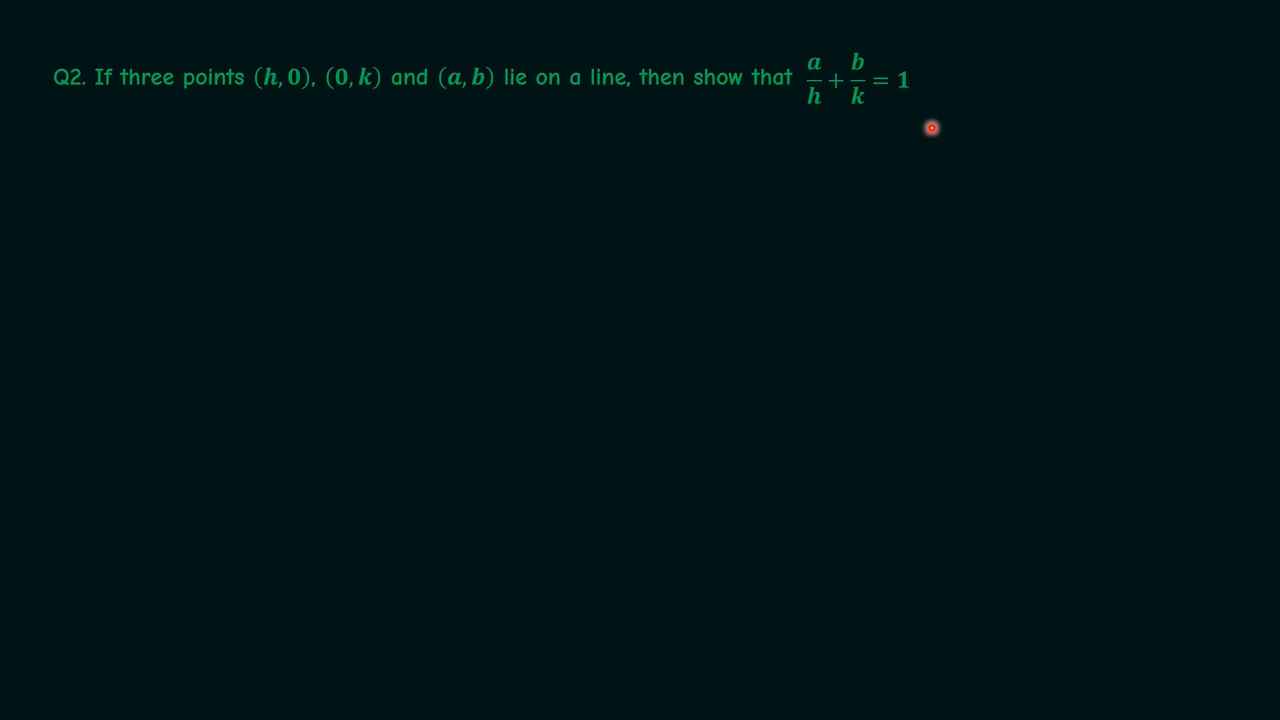 Q2. If three points (h, 0), (0, k) and (a, b) lie on a line, then show that a/h + b/k = 1